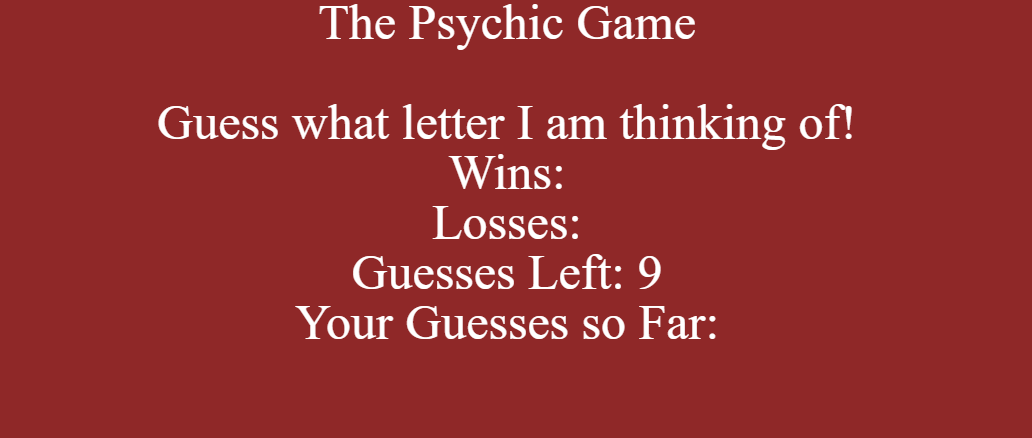 The Psychic Game
Guess what letter I am thinking of!
Wins:
Losses:
Guesses Left: 9
Your Guesses so Far: